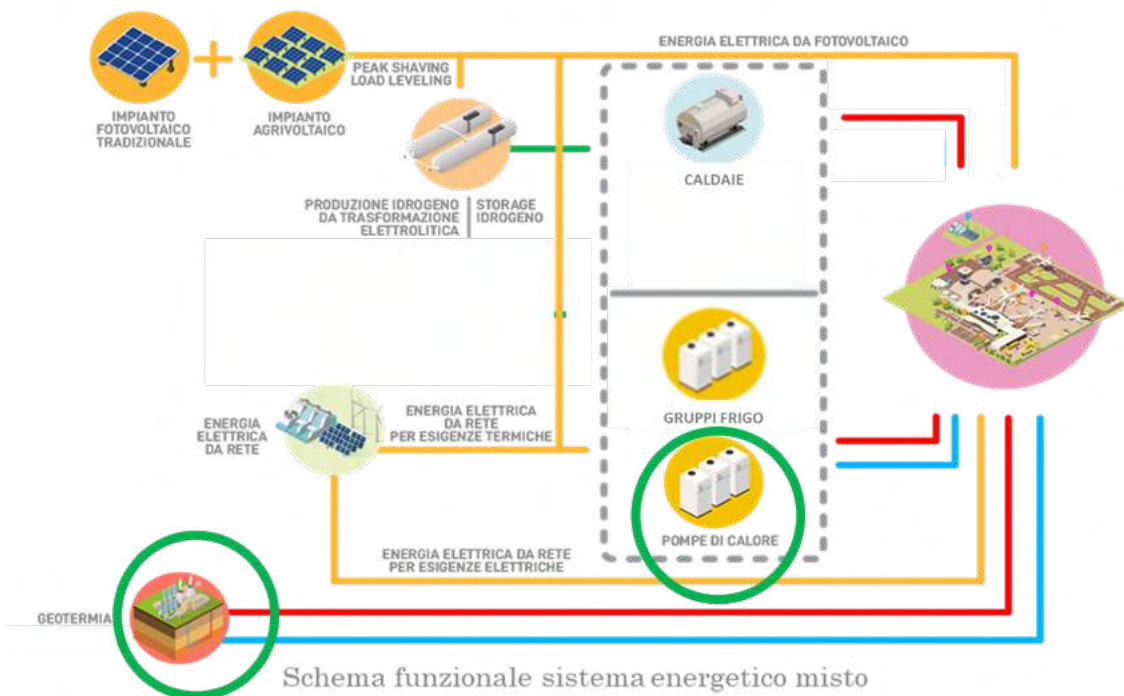 ENERGIA ELETTRICA DA FOTOVOLTAICO
PEAK SHAVING
LOAD LEVELING
IMPIANTO
FOTOVOLTAICO
TRADIZIONALE
IMPIANTO
AGRIVOLTAICO
CALDAIE
PRODUZIONE IDROGENO
DA TRASFORMAZIONE
ELETTROLITICA
STORAGE
IDROGENO
GRUPPI FRIGO
ENERGIA
ELETTRICA
DA RETE
ENERGIA ELETTRICA
DA RETE
PER ESIGENZE TERMICHE
POMPE DI CALORE
ENERGIA ELETTRICA DA RETE
PER ESIGENZE ELETTRICHE
GEOTERMIA
Schema funzionale sistema energetico misto